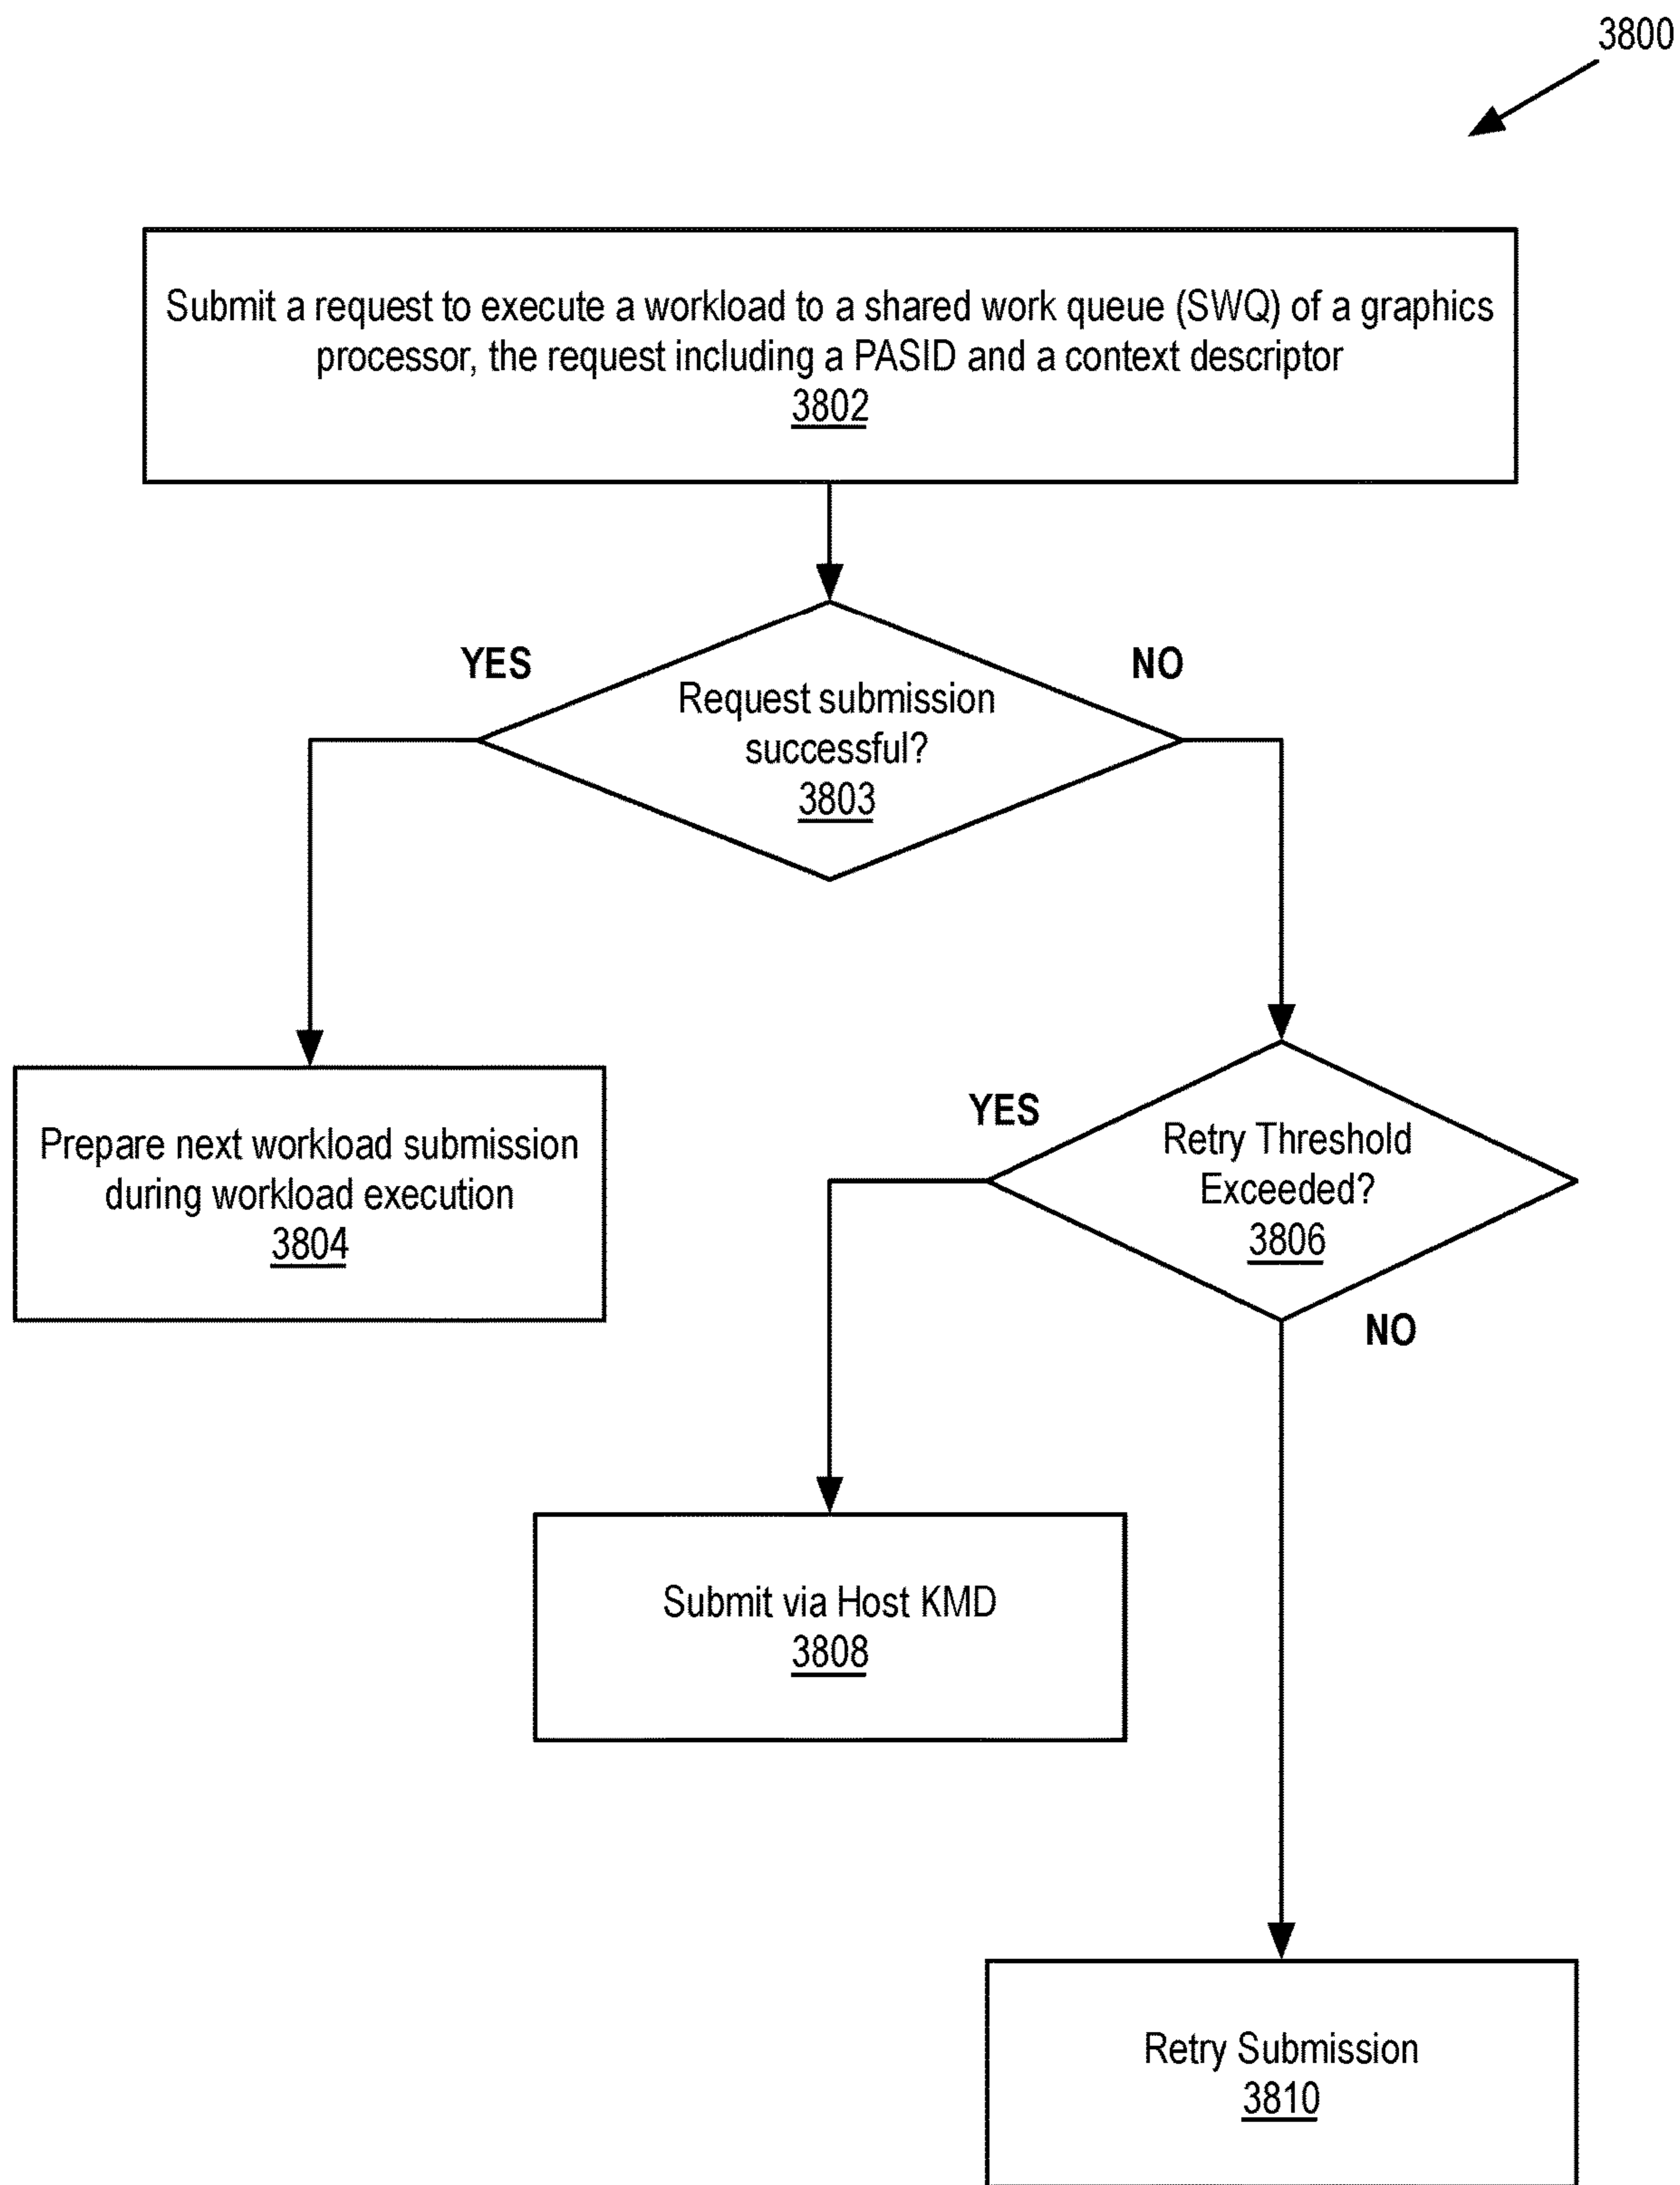 3800
Submit a request to execute a workload to a shared work queue (SWQ) of a graphics
processor, the request including a PASID and a context descriptor
3802
YES
NO
Request submission
successful?
3803
Prepare next workload submission
during workload execution
3804
YES
Retry Threshold
Exceeded?
3806
NO
Submit via Host KMD
3808
Retry Submission
3810